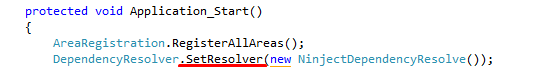 protected void Application_Start()
{
AreaRegistration.RegisterAllAreas();
DependencyResolver.SetResolver(new NinjectDependencyResolve());